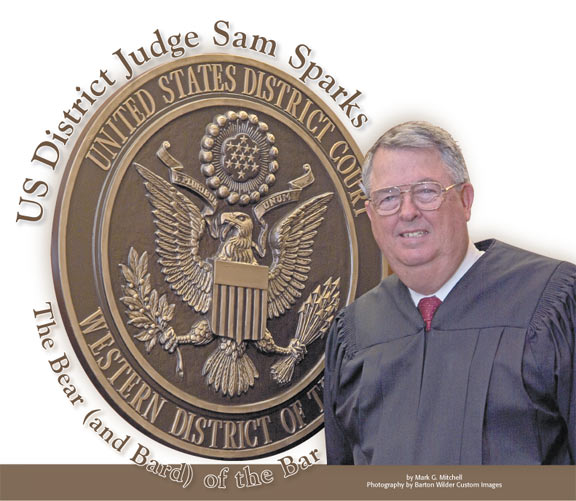 US District Judge Sam Sparks
UNITED STATES DISTRICT COURT
E PLURIBUS UNUM
WESTERN DISTRICT OF
The Bear (and Bard) of the Bar
by Mark G. Mitchell
Photography by Barton Wilder Custom Images